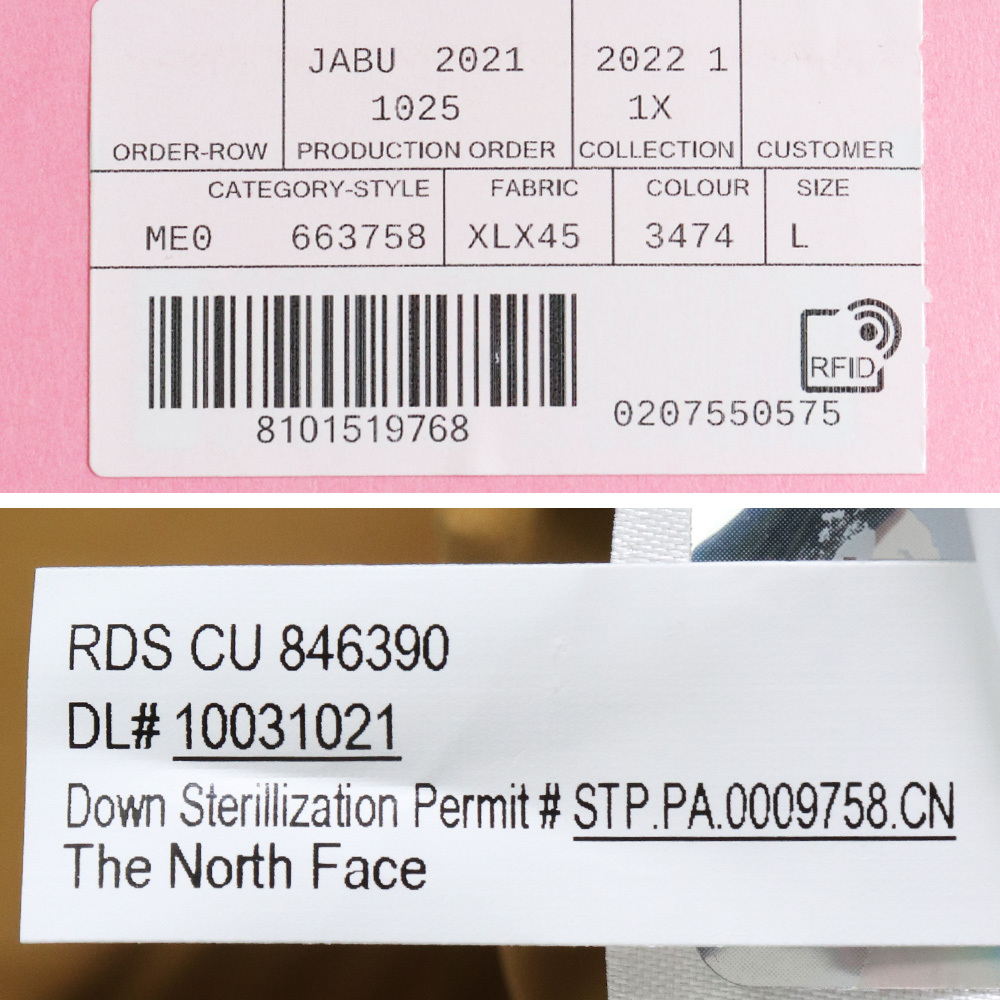 JABU 2021 2022 1
1025 1X
ORDER-ROW PRODUCTION ORDER COLLECTION CUSTOMER
CATEGORY-STYLE FABRIC COLOUR SIZE
ME0 663758 XLX45 3474 L
RFID
8101519768 0207550575
RDS CU 846390
DL# 10031021
Down Sterillization Permit # STP.PA.0009758.CN
The North Face